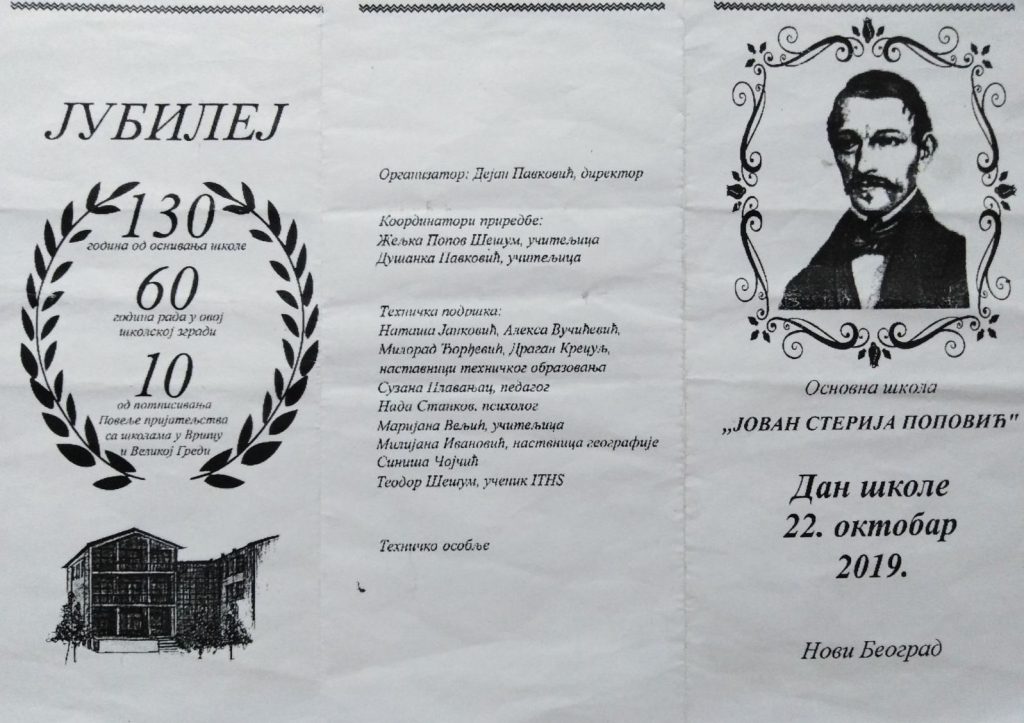 ЈУБИЛЕЈ
130
година од оснивања школе
60
година рада у овој
школској згради
10
од потписивања
Повеље пријатељства
са школама у Врпцу
и Великој Греди
Организатор: Дејан Павковић, директор
Координатори приредбе:
Жељка Попов Шешум, учитељица
Душанка Павковић, учитељица
Техничка подршка:
Наташа Јанковић, Алекса Вучићевић,
Милорад Ђорђевић, Драган Крецуљ,
наставници техничког образовања
Сузана Плавањац, педагог
Нада Станков, психолог
Маријана Вељић, учитељица
Милијана Ивановић, наствница географије
Синиша Чојчић
Теодор Шешум, ученик ITHS
Техничко особље
Основна школа
„ЈОВАН СТЕРИЈА ПОПОВИЋ"
Дан школе
22. октобар
2019.
Нови Београд